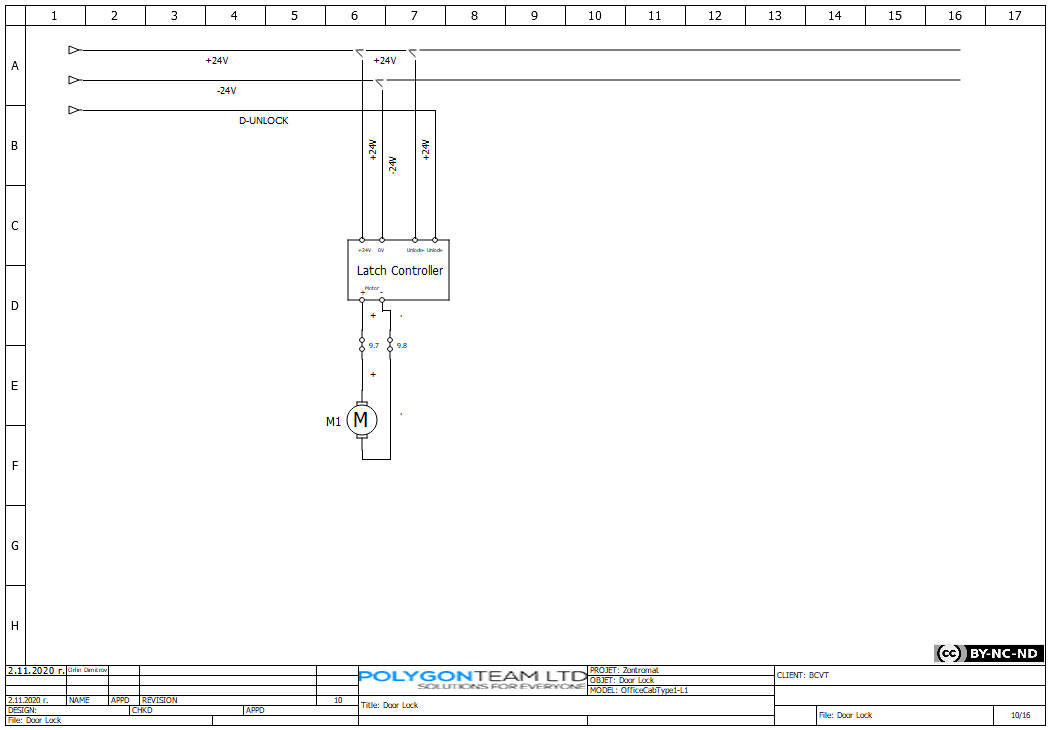 1 2 3 4 5 6 7 8 9 10 11 12 13 14 15 16 17
A
+24V +24V
-24V
D-UNLOCK
B
+24V -24V +24V
C
+24V 0V Unlock+ Unlock-
Latch Controller
Motor
+ -
D
+ -
9.7 9.8
+
E
M1 M
-
F
G
H
cc BY-NC-ND
2.11.2020 г. Orlin Dimitrov
POLYGONTEAM LTD
SOLUTIONS FOR EVERYONE
PROJET: Zontromat
OBJET: Door Lock
MODEL: OfficeCabType1-L1
CLIENT: BCVT
2.11.2020 г. NAME APPD REVISION 10
DESIGN: CHKD APPD
File: Door Lock
Title: Door Lock
File: Door Lock 10/16